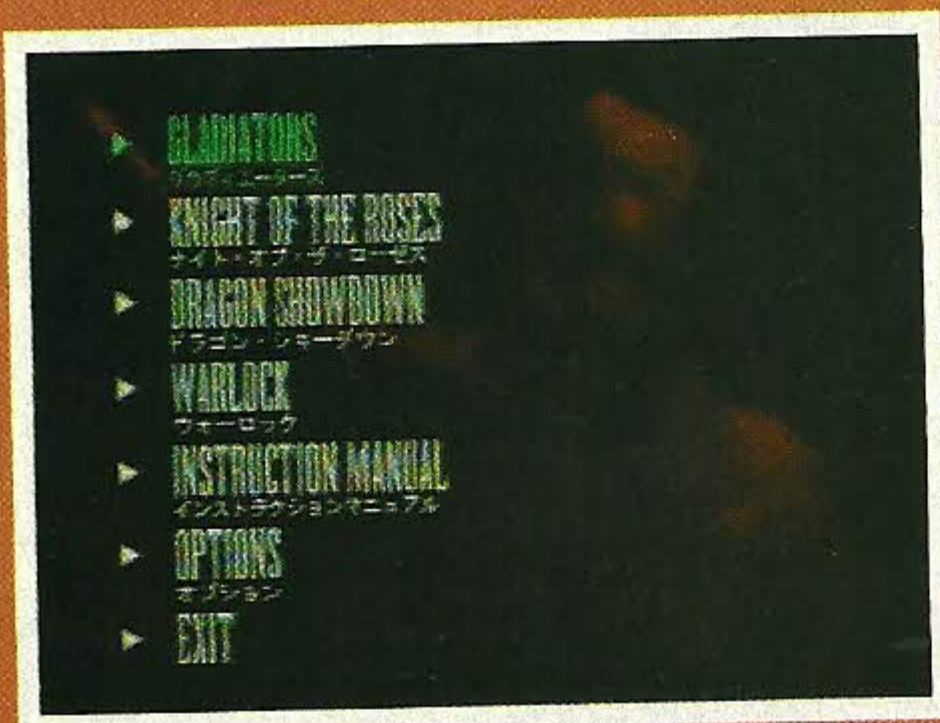 GLADIATORS
KNIGHT OF THE ROSES
ナイト・オブ・ザ・ローゼス
DRAGON SHOWDOWN
ドラゴン・ショーダウン
WARLOCK
ウォーロック
INSTRUCTION MANUAL
インストラクションマニュアル
OPTIONS
オプション
EXIT